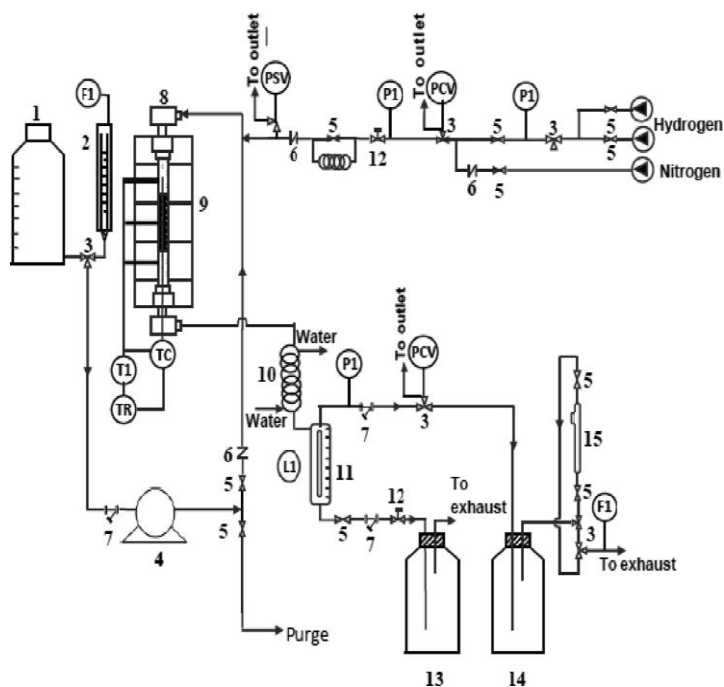 To outlet
PSV
5
6
12
P1
To outlet
PCV
3
5
P1
3
5
5
Hydrogen
6
5
Nitrogen
1
F1
2
3
8
9
T1
TC
TR
Water
10
Water
L1
11
P1
7
To outlet
PCV
3
5
7
12
To
exhaust
5
15
5
F1
3
To exhaust
6
5
5
7
4
Purge
13
14